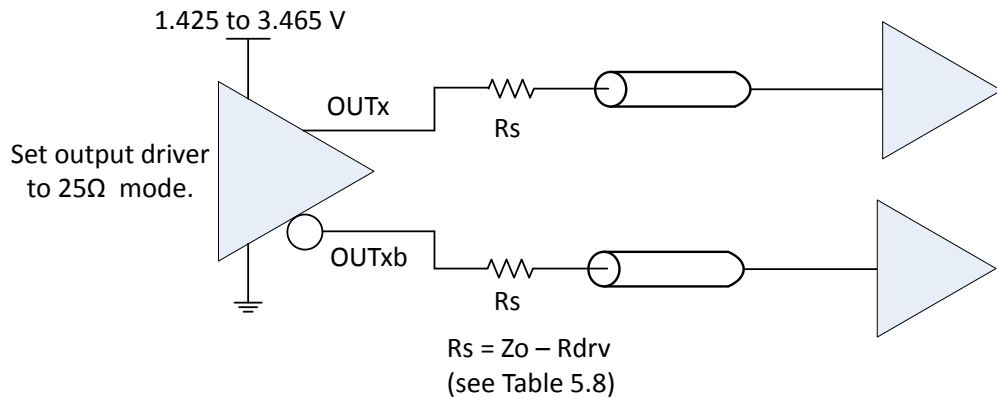 1.425 to 3.465 V
OUTx
Rs
Set output driver
to 25Ω mode.
OUTxb
Rs
Rs = Zo – Rdrv
(see Table 5.8)